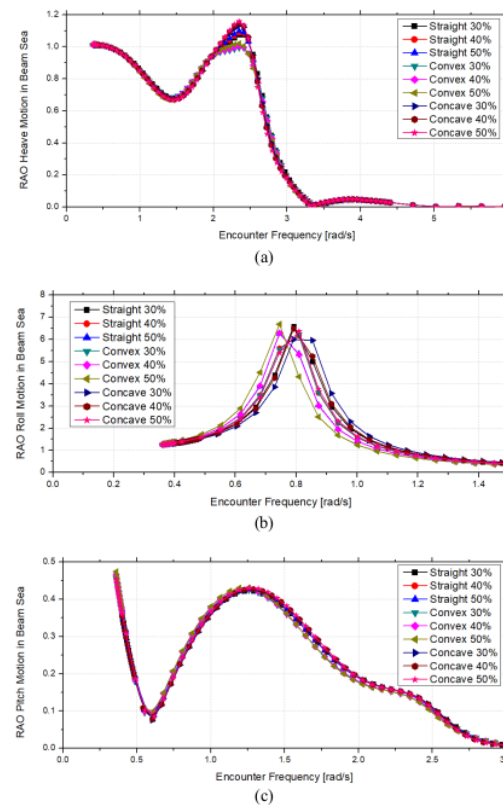 RAO Heave Motion in Beam Sea
1.2
1.0
0.8
0.6
0.4
0.2
0.0
Straight 30%
Straight 40%
Straight 50%
Convex 30%
Convex 40%
Convex 50%
Concave 30%
Concave 40%
Concave 50%
0 1 2 3 4 5
Encounter Frequency [rad/s]
(a)
RAO Roll Motion in Beam Sea
8
7
6
5
4
3
2
1
0
Straight 30%
Straight 40%
Straight 50%
Convex 30%
Convex 40%
Convex 50%
Concave 30%
Concave 40%
Concave 50%
0.0 0.2 0.4 0.6 0.8 1.0 1.2 1.4
Encounter Frequency [rad/s]
(b)
RAO Pitch Motion in Beam Sea
0.5
0.4
0.3
0.2
0.1
0.0
Straight 30%
Straight 40%
Straight 50%
Convex 30%
Convex 40%
Convex 50%
Concave 30%
Concave 40%
Concave 50%
0.0 0.5 1.0 1.5 2.0 2.5 3.0
Encounter Frequency [rad/s]
(c)